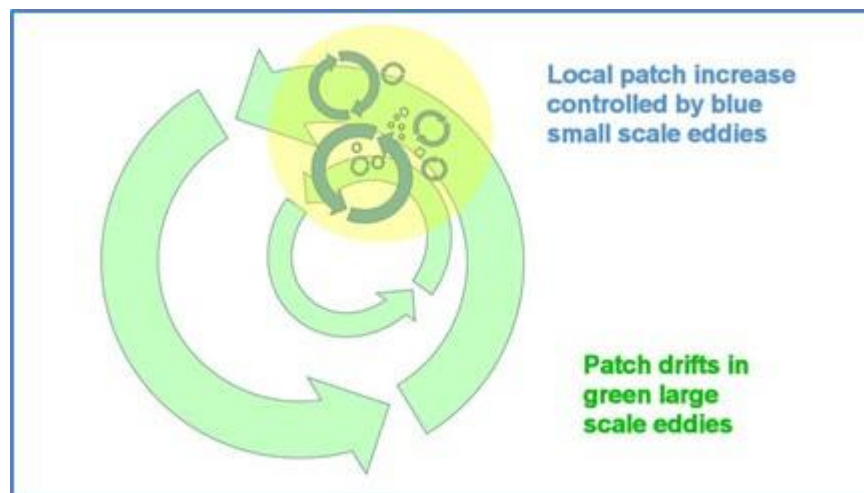 Local patch increase
controlled by blue
small scale eddies
Patch drifts in
green large
scale eddies